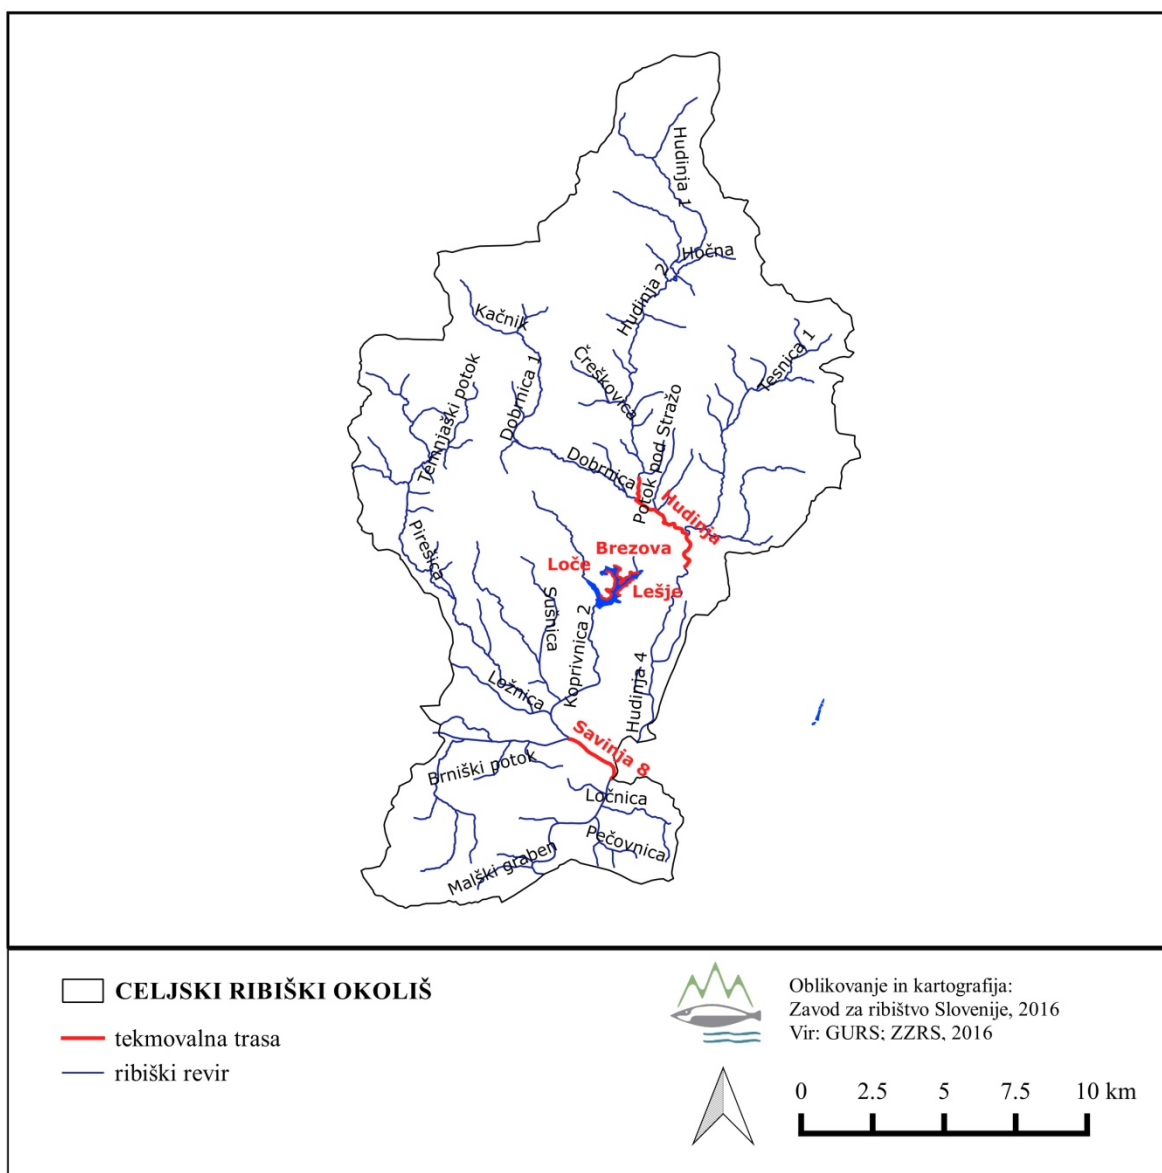 Hudinja 1
Hočna
Hudinja 2
Kačnik
Tesnica 1
Čreškovica
Temnjaški potok
Dobrnica 1
Potok pod Stražo
Dobrnica
Hudinja
Pirešica
Brezova
Loče
Lešje
Sušnica
Koprivnica 2
Hudinja 4
Ložnica
Savinja 8
Brniški potok
Ločnica
Pečovnica
Malški graben
CELJSKI RIBIŠKI OKOLIŠ
tekmovalna trasa
ribiški revir
Oblikovanje in kartografija:
Zavod za ribištvo Slovenije, 2016
Vir: GURS; ZZRS, 2016
0 2.5 5 7.5 10 km